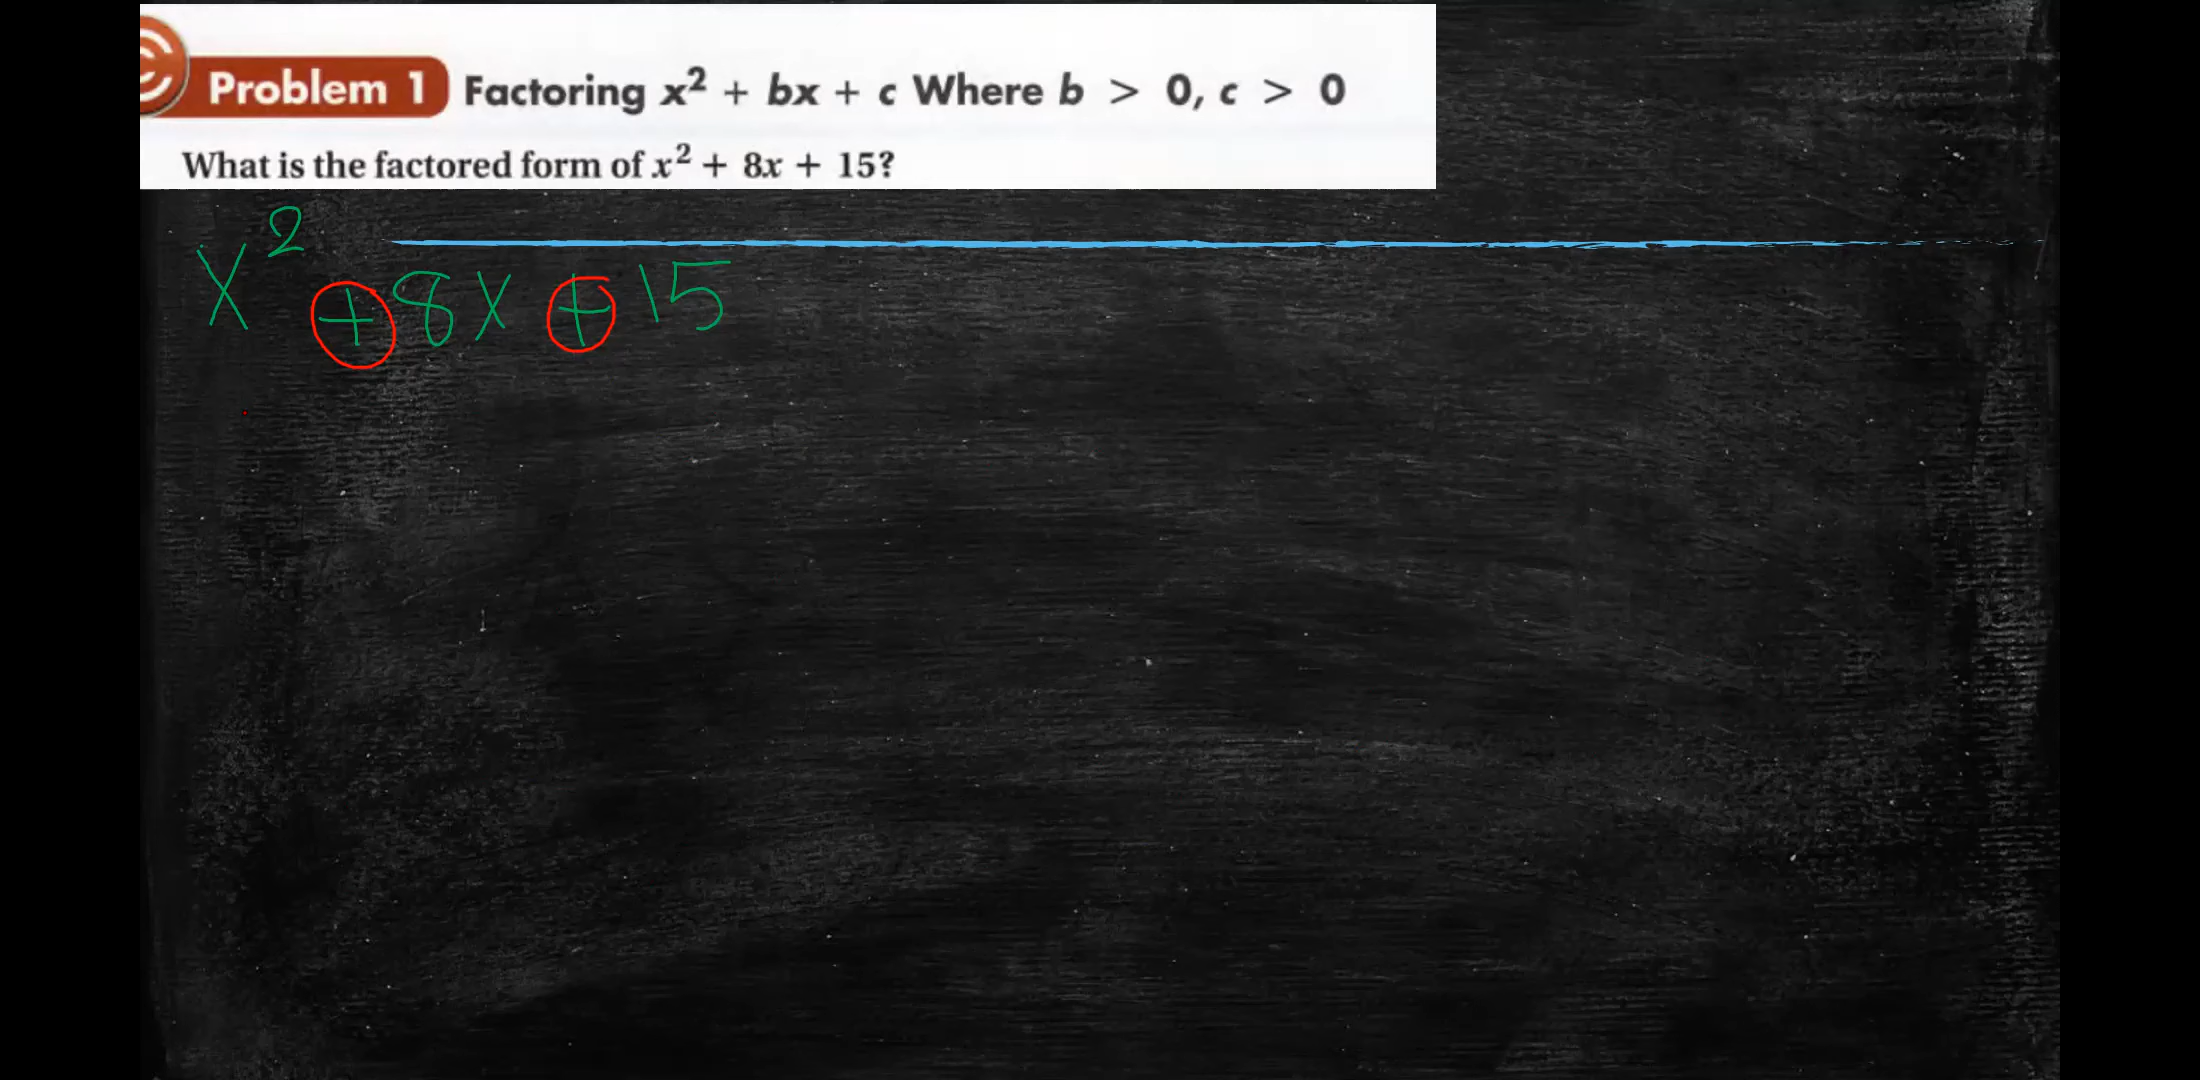 Problem 1 Factoring x² + bx + c Where b > 0, c > 0
What is the factored form of x² + 8x + 15?
x² + 8x + 15